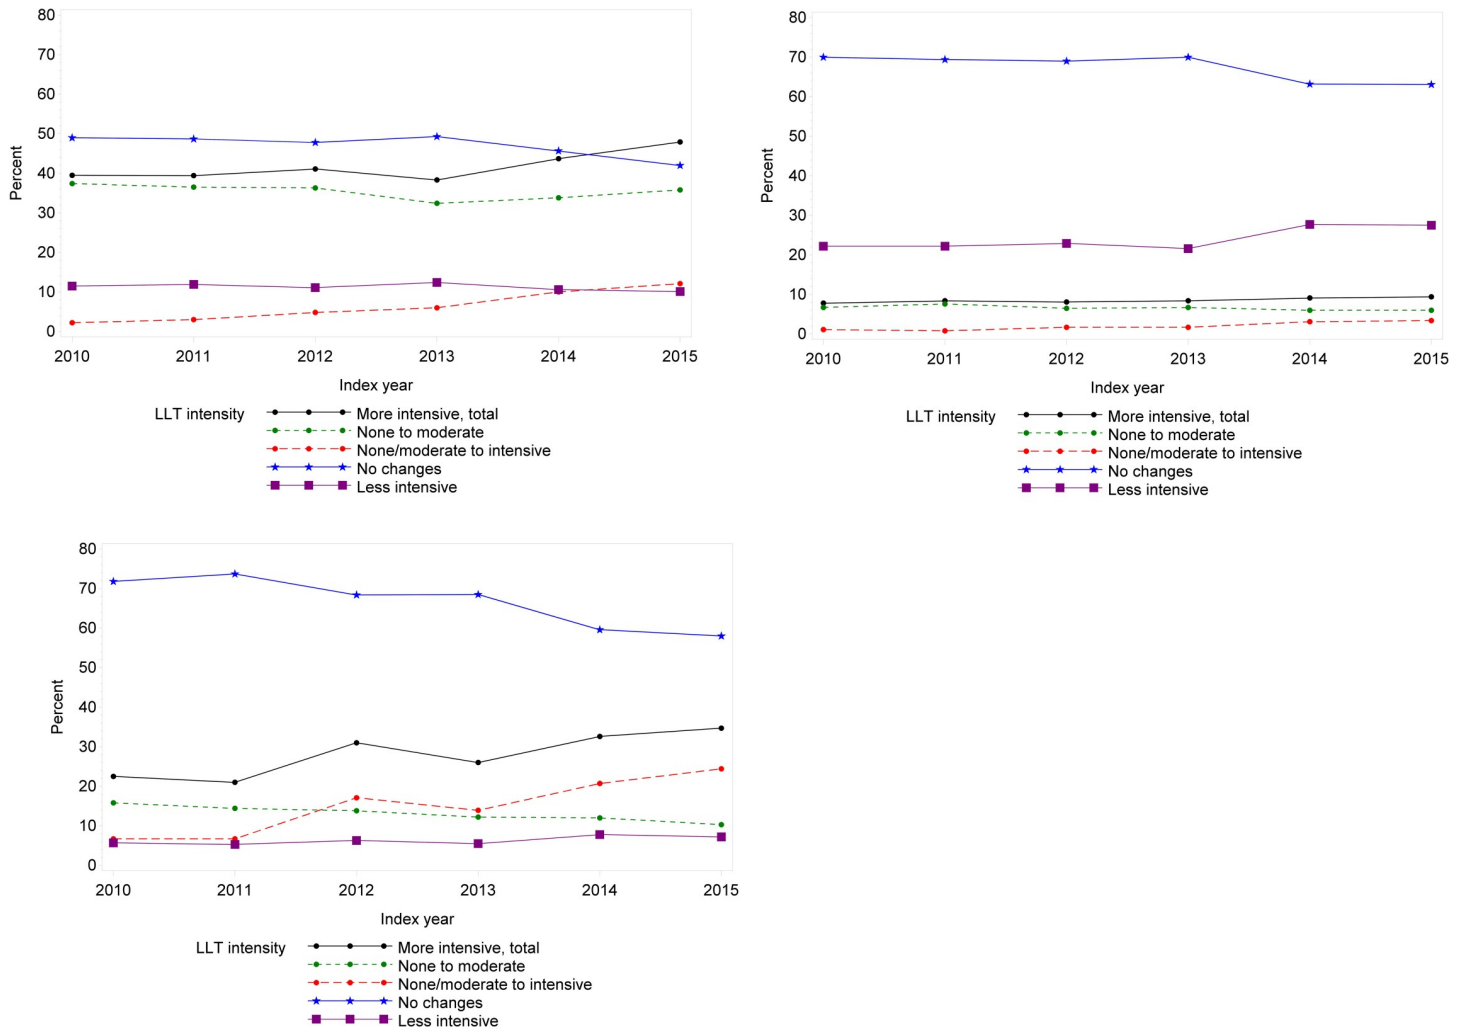 80
70
60
50
40
30
20
10
0
Percent
2010 2011 2012 2013 2014 2015
Index year
LLT intensity
More intensive, total
None to moderate
None/moderate to intensive
No changes
Less intensive
80
70
60
50
40
30
20
10
0
Percent
2010 2011 2012 2013 2014 2015
Index year
LLT intensity
More intensive, total
None to moderate
None/moderate to intensive
No changes
Less intensive
80
70
60
50
40
30
20
10
0
Percent
2010 2011 2012 2013 2014 2015
Index year
LLT intensity
More intensive, total
None to moderate
None/moderate to intensive
No changes
Less intensive